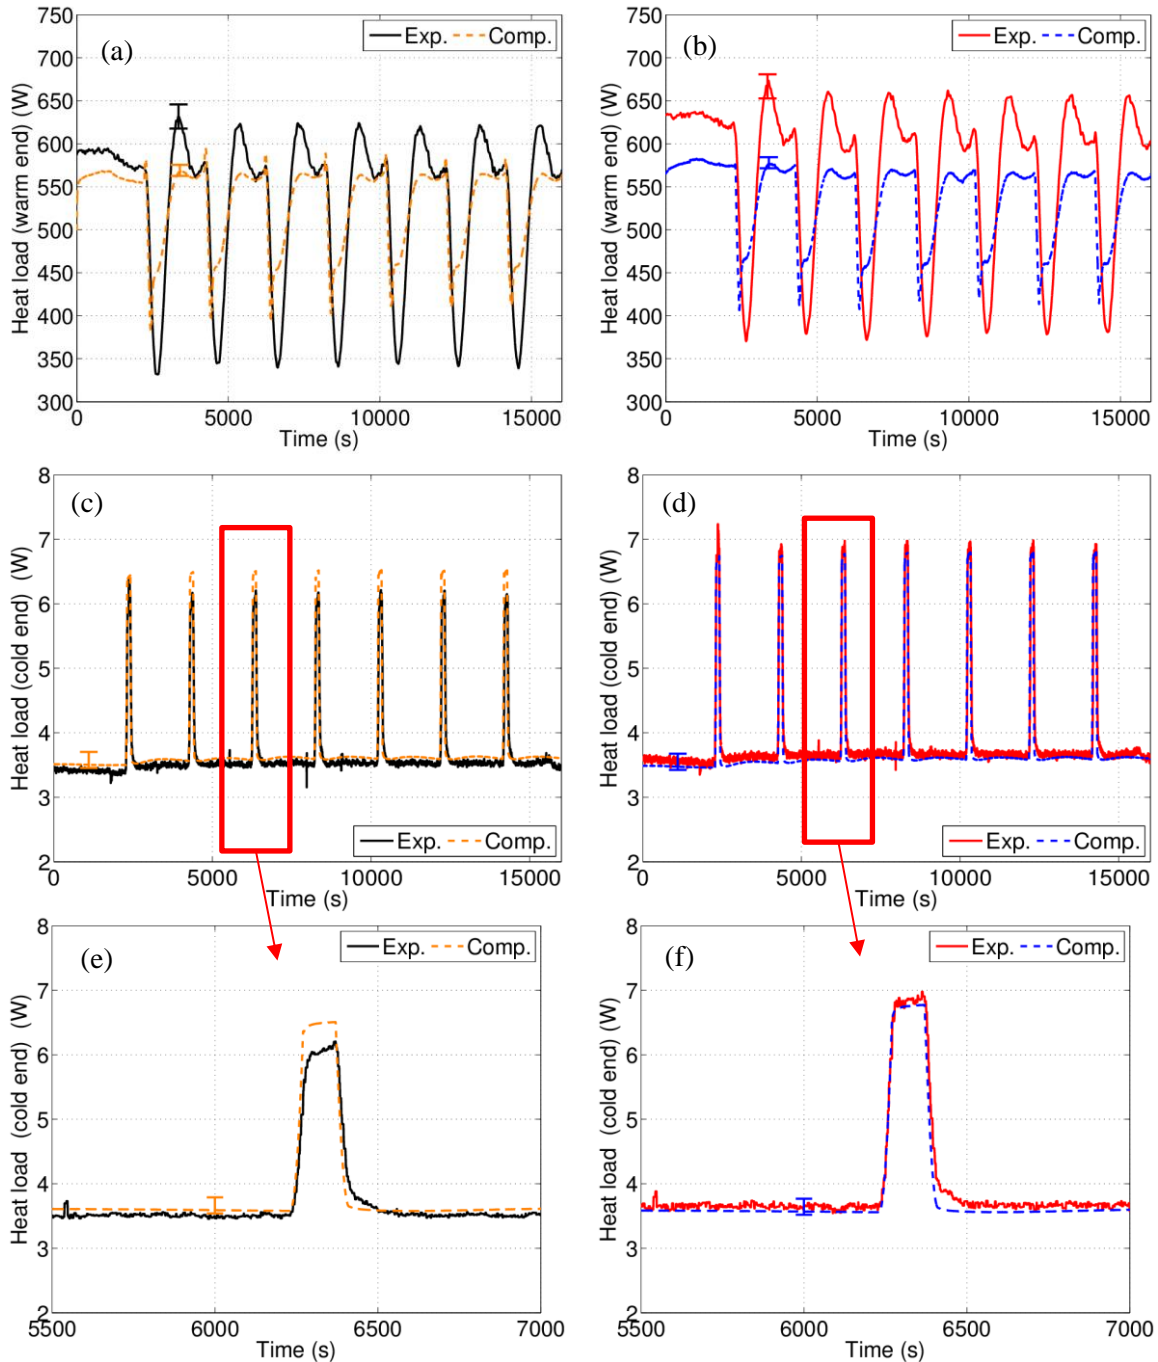 (a)
Exp. Comp.
Heat load (warm end) (W)
750
700
650
600
550
500
450
400
350
300
0 5000 10000 15000
Time (s)
(b)
Exp. Comp.
Heat load (warm end) (W)
750
700
650
600
550
500
450
400
350
300
0 5000 10000 15000
Time (s)
(c)
Heat load (cold end) (W)
8
7
6
5
4
3
2
Exp. Comp.
0 5000 10000 15000
Time (s)
(d)
Heat load (cold end) (W)
8
7
6
5
4
3
2
Exp. Comp.
0 5000 10000 15000
Time (s)
(e)
Exp. Comp.
Heat load (cold end) (W)
8
7
6
5
4
3
2
5500 6000 6500 7000
Time (s)
(f)
Exp. Comp.
Heat load (cold end) (W)
8
7
6
5
4
3
2
5500 6000 6500 7000
Time (s)